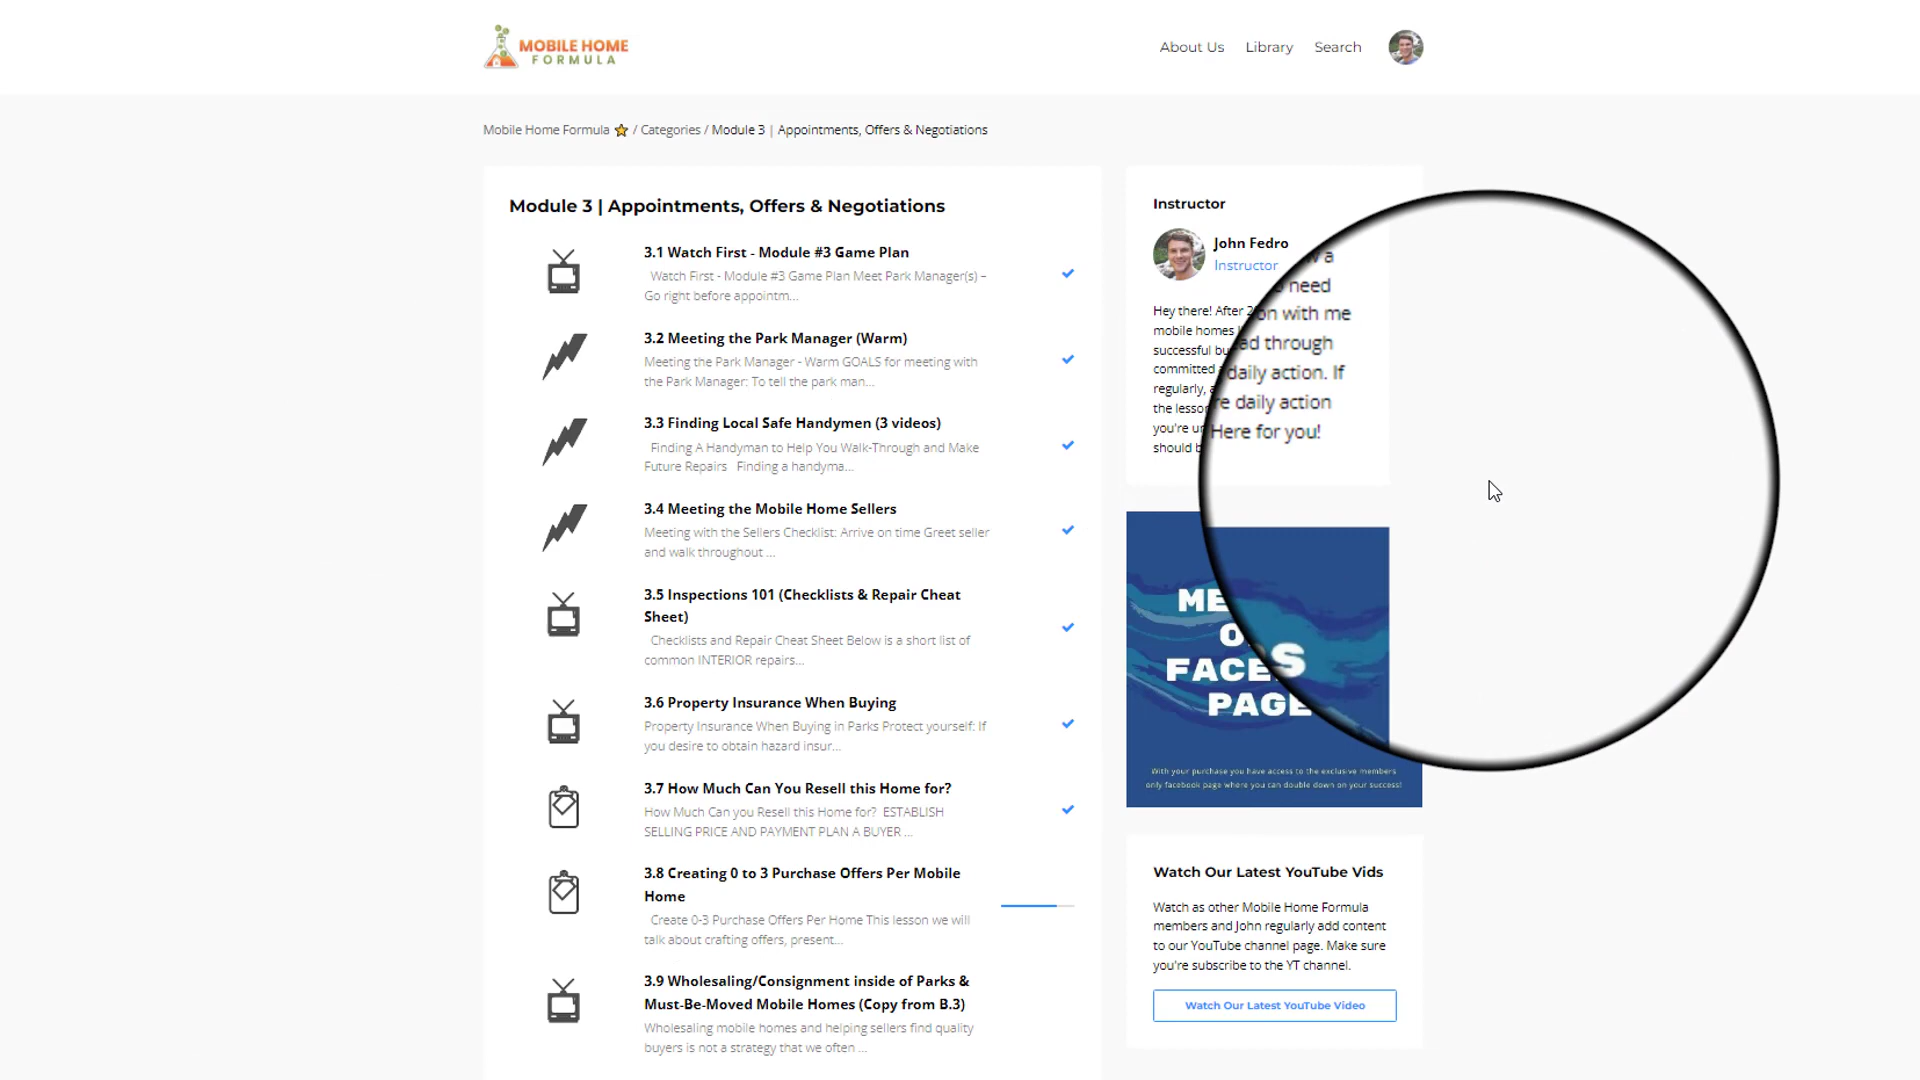 MOBILE HOME
FORMULA
About Us
Library
Search
Mobile Home Formula / Categories / Module 3 | Appointments, Offers & Negotiations
Module 3 | Appointments, Offers & Negotiations
3.1 Watch First - Module #3 Game Plan
Watch First - Module #3 Game Plan Meet Park Manager(s) –
Go right before appointm...
3.2 Meeting the Park Manager (Warm)
Meeting the Park Manager - Warm GOALS for meeting with
the Park Manager: To tell the park man...
3.3 Finding Local Safe Handymen (3 videos)
Finding A Handyman to Help You Walk-Through and Make
Future Repairs Finding a handyma...
3.4 Meeting the Mobile Home Sellers
Meeting with the Sellers Checklist: Arrive on time Greet seller
and walk throughout ...
3.5 Inspections 101 (Checklists & Repair Cheat
Sheet)
Checklists and Repair Cheat Sheet Below is a short list of
common INTERIOR repairs...
3.6 Property Insurance When Buying
Property Insurance When Buying in Parks Protect yourself: If
you desire to obtain hazard insur...
3.7 How Much Can You Resell this Home for?
How Much Can you Resell this Home for? ESTABLISH
SELLING PRICE AND PAYMENT PLAN A BUYER ...
3.8 Creating 0 to 3 Purchase Offers Per Mobile
Home
Create 0-3 Purchase Offers Per Home This lesson we will
talk about crafting offers, present...
3.9 Wholesaling/Consignment inside of Parks &
Must-Be-Moved Mobile Homes (Copy from B.3)
Wholesaling mobile homes and helping sellers find quality
buyers is not a strategy that we often ...
Instructor
John Fedro
Instructor
Hey there! After
mobile homes
successful
committed
regularly,
the
you're
should
a
need
with me
through
daily action. If
daily action
Here for you!
PAGE
With your purchase you have access to the exclusive members
only facebook page where you can double down on your success!
Watch Our Latest YouTube Vids
Watch as other Mobile Home Formula
members and John regularly add content
to our YouTube channel page. Make sure
you're subscribe to the YT channel.
Watch Our Latest YouTube Video